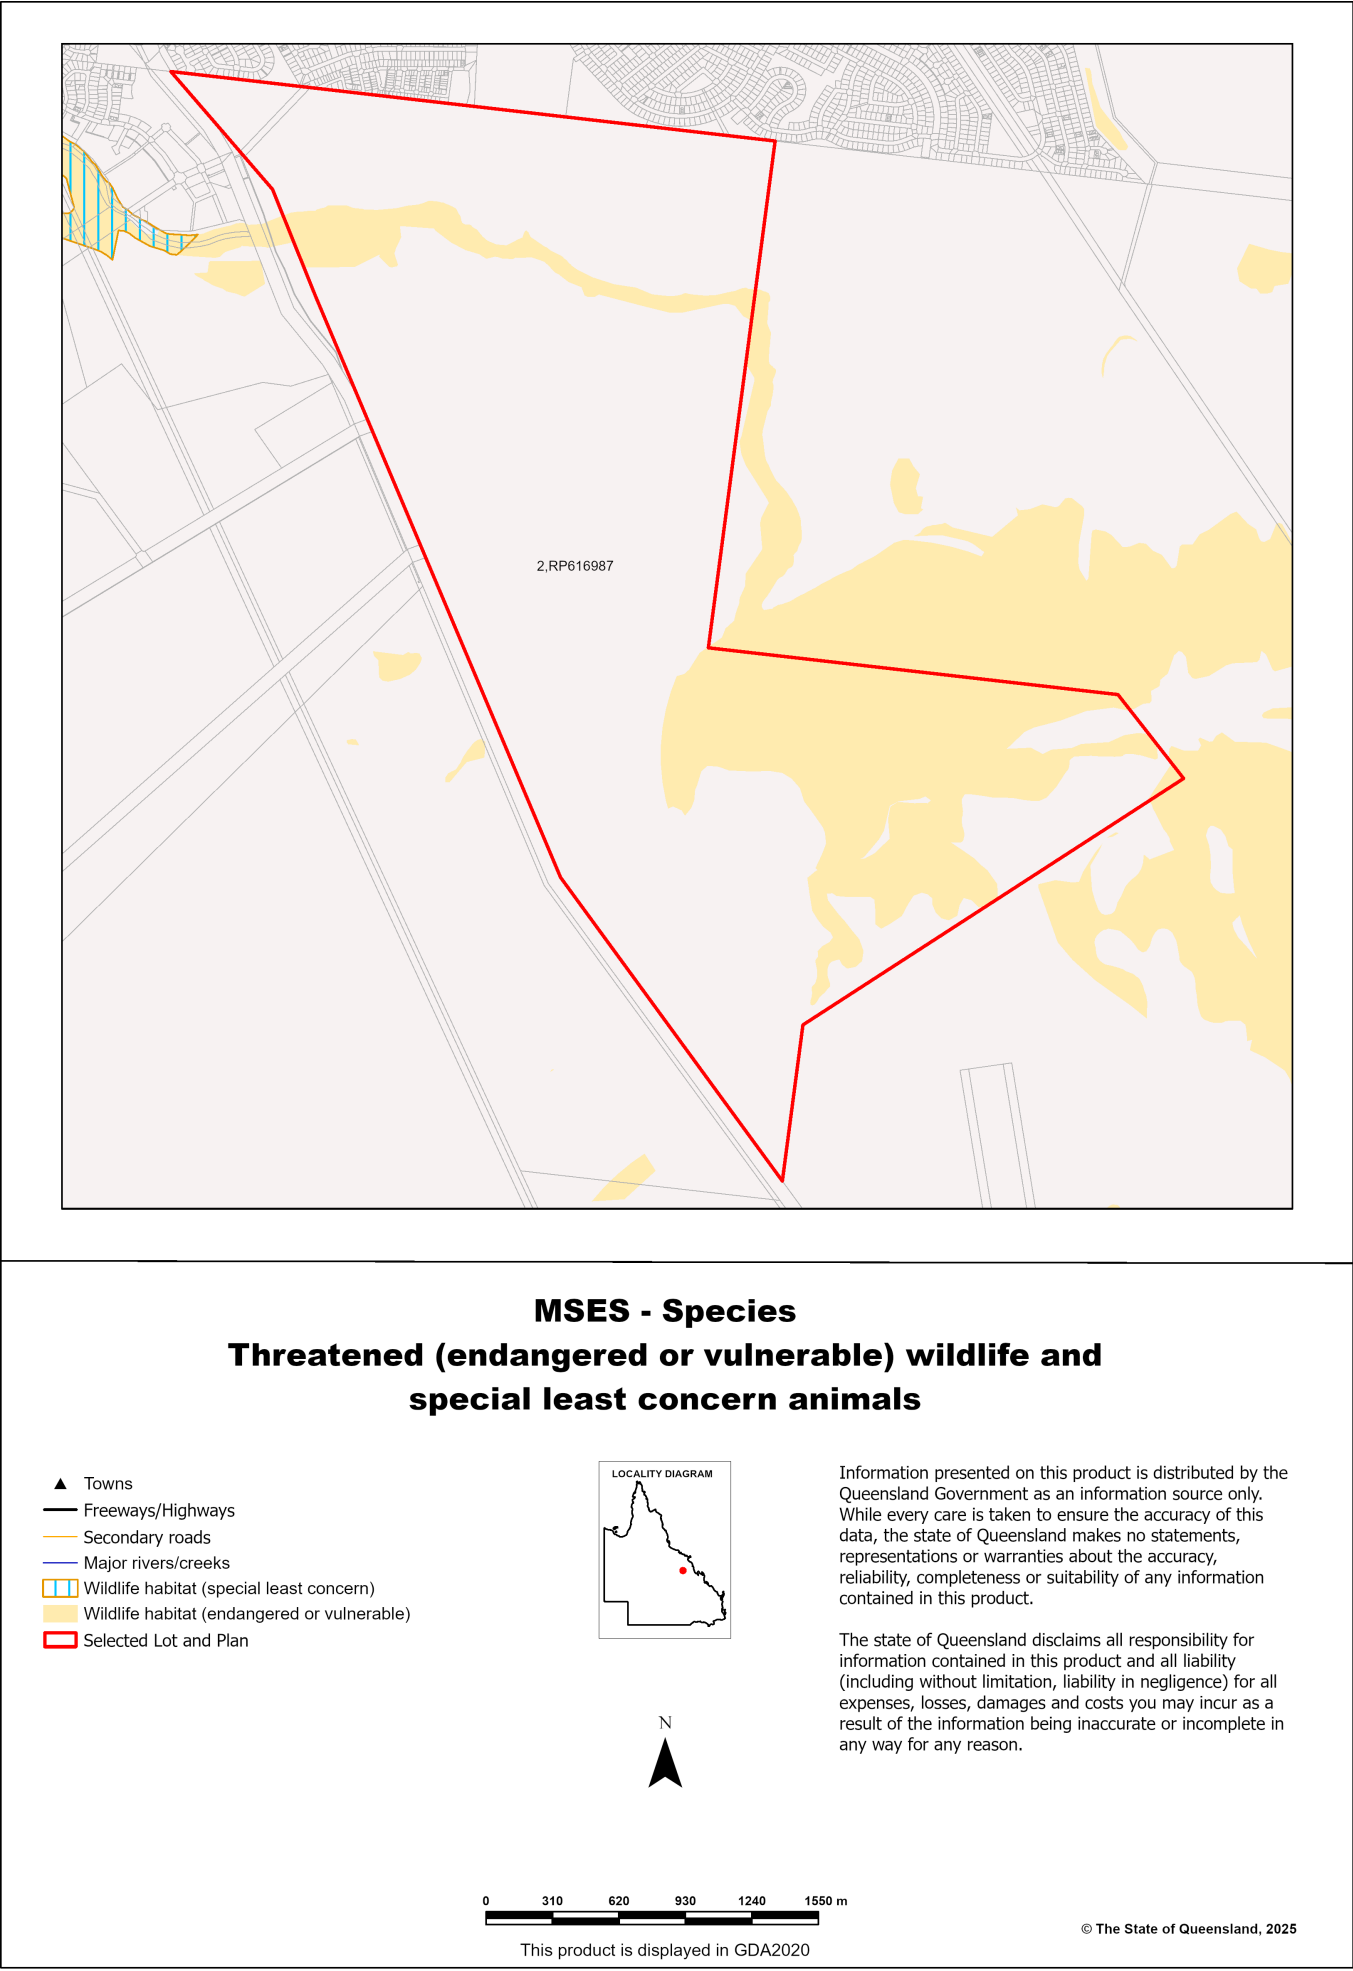 2,RP616987
MSES - Species
Threatened (endangered or vulnerable) wildlife and
special least concern animals
Towns
Freeways/Highways
Secondary roads
Major rivers/creeks
Wildlife habitat (special least concern)
Wildlife habitat (endangered or vulnerable)
Selected Lot and Plan
LOCALITY DIAGRAM
N
Information presented on this product is distributed by the
Queensland Government as an information source only.
While every care is taken to ensure the accuracy of this
data, the state of Queensland makes no statements,
representations or warranties about the accuracy,
reliability, completeness or suitability of any information
contained in this product.
The state of Queensland disclaims all responsibility for
information contained in this product and all liability
(including without limitation, liability in negligence) for all
expenses, losses, damages and costs you may incur as a
result of the information being inaccurate or incomplete in
any way for any reason.
0 310 620 930 1240 1550 m
This product is displayed in GDA2020
© The State of Queensland, 2025